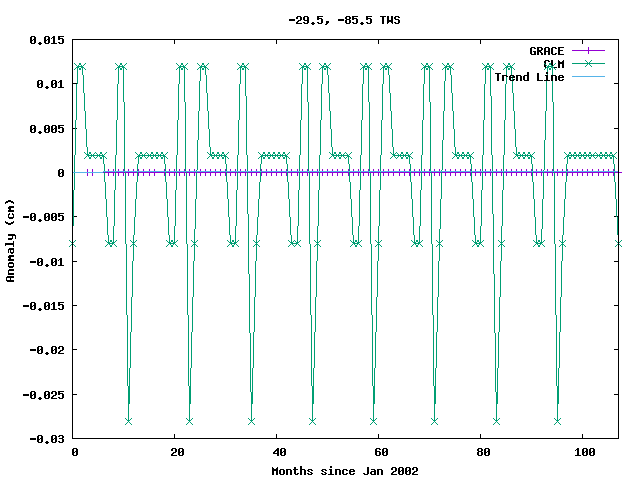 -29.5, -85.5 TWS
GRACE
CLM
Trend Line
0.015
0.01
0.005
0
-0.005
-0.01
-0.015
-0.02
-0.025
-0.03
Anomaly (cm)
0 20 40 60 80 100
Months since Jan 2002